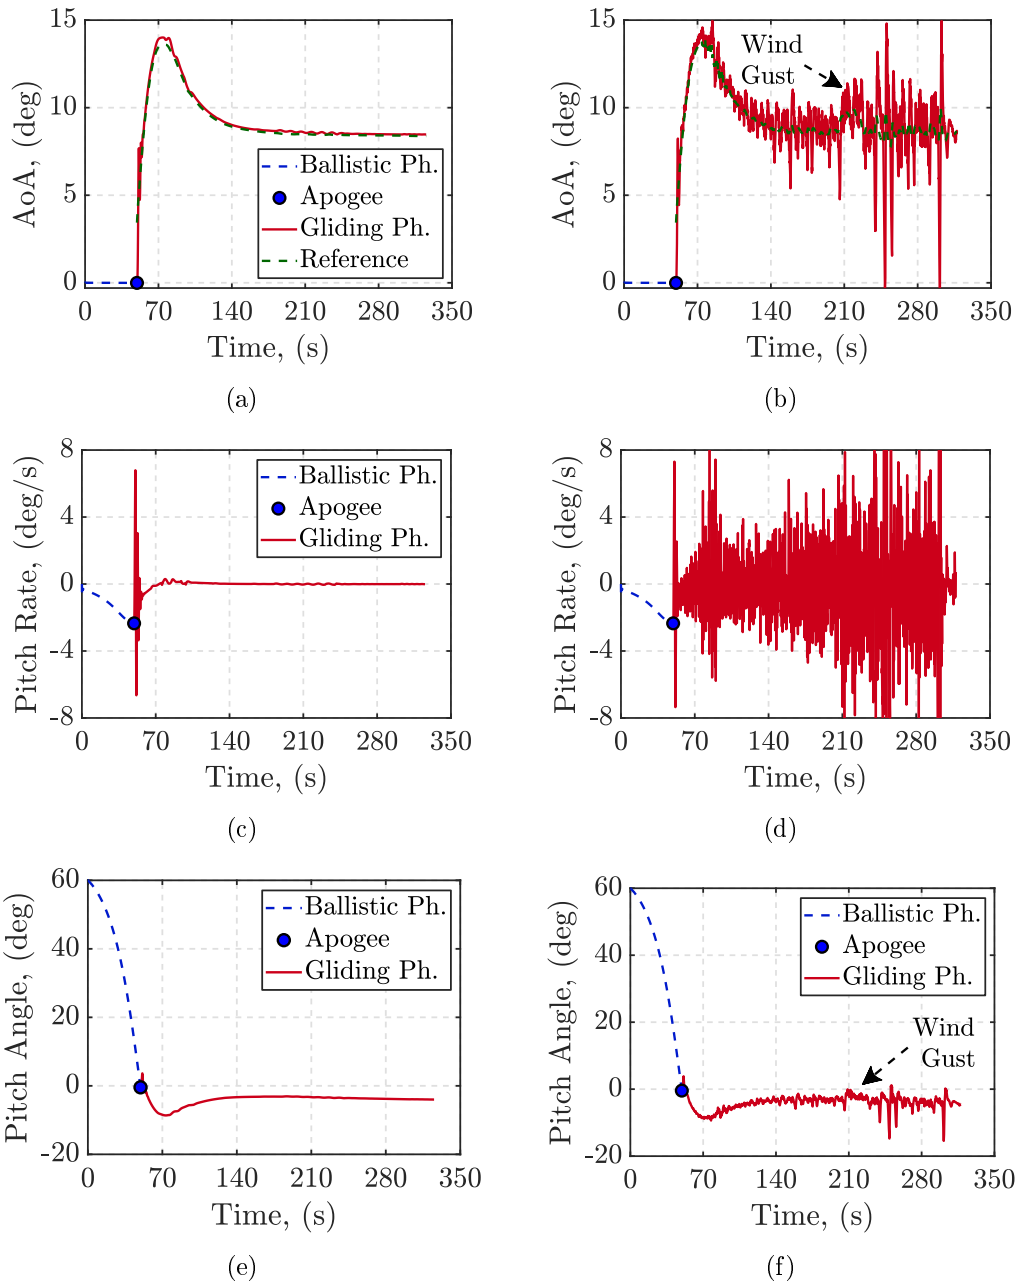 15
10
5
0
AoA, (deg)
Ballistic Ph.
Apogee
Gliding Ph.
Reference
0 70 140 210 280 350
Time, (s)
(a)
15
10
5
0
AoA, (deg)
Wind
Gust
0 70 140 210 280 350
Time, (s)
(b)
8
4
0
-4
-8
Pitch Rate, (deg/s)
Ballistic Ph.
Apogee
Gliding Ph.
0 70 140 210 280 350
Time, (s)
(c)
8
4
0
-4
-8
Pitch Rate, (deg/s)
0 70 140 210 280 350
Time, (s)
(d)
60
40
20
0
-20
Pitch Angle, (deg)
Ballistic Ph.
Apogee
Gliding Ph.
0 70 140 210 280 350
Time, (s)
(e)
60
40
20
0
-20
Pitch Angle, (deg)
Ballistic Ph.
Apogee
Gliding Ph.
Wind
Gust
0 70 140 210 280 350
Time, (s)
(f)